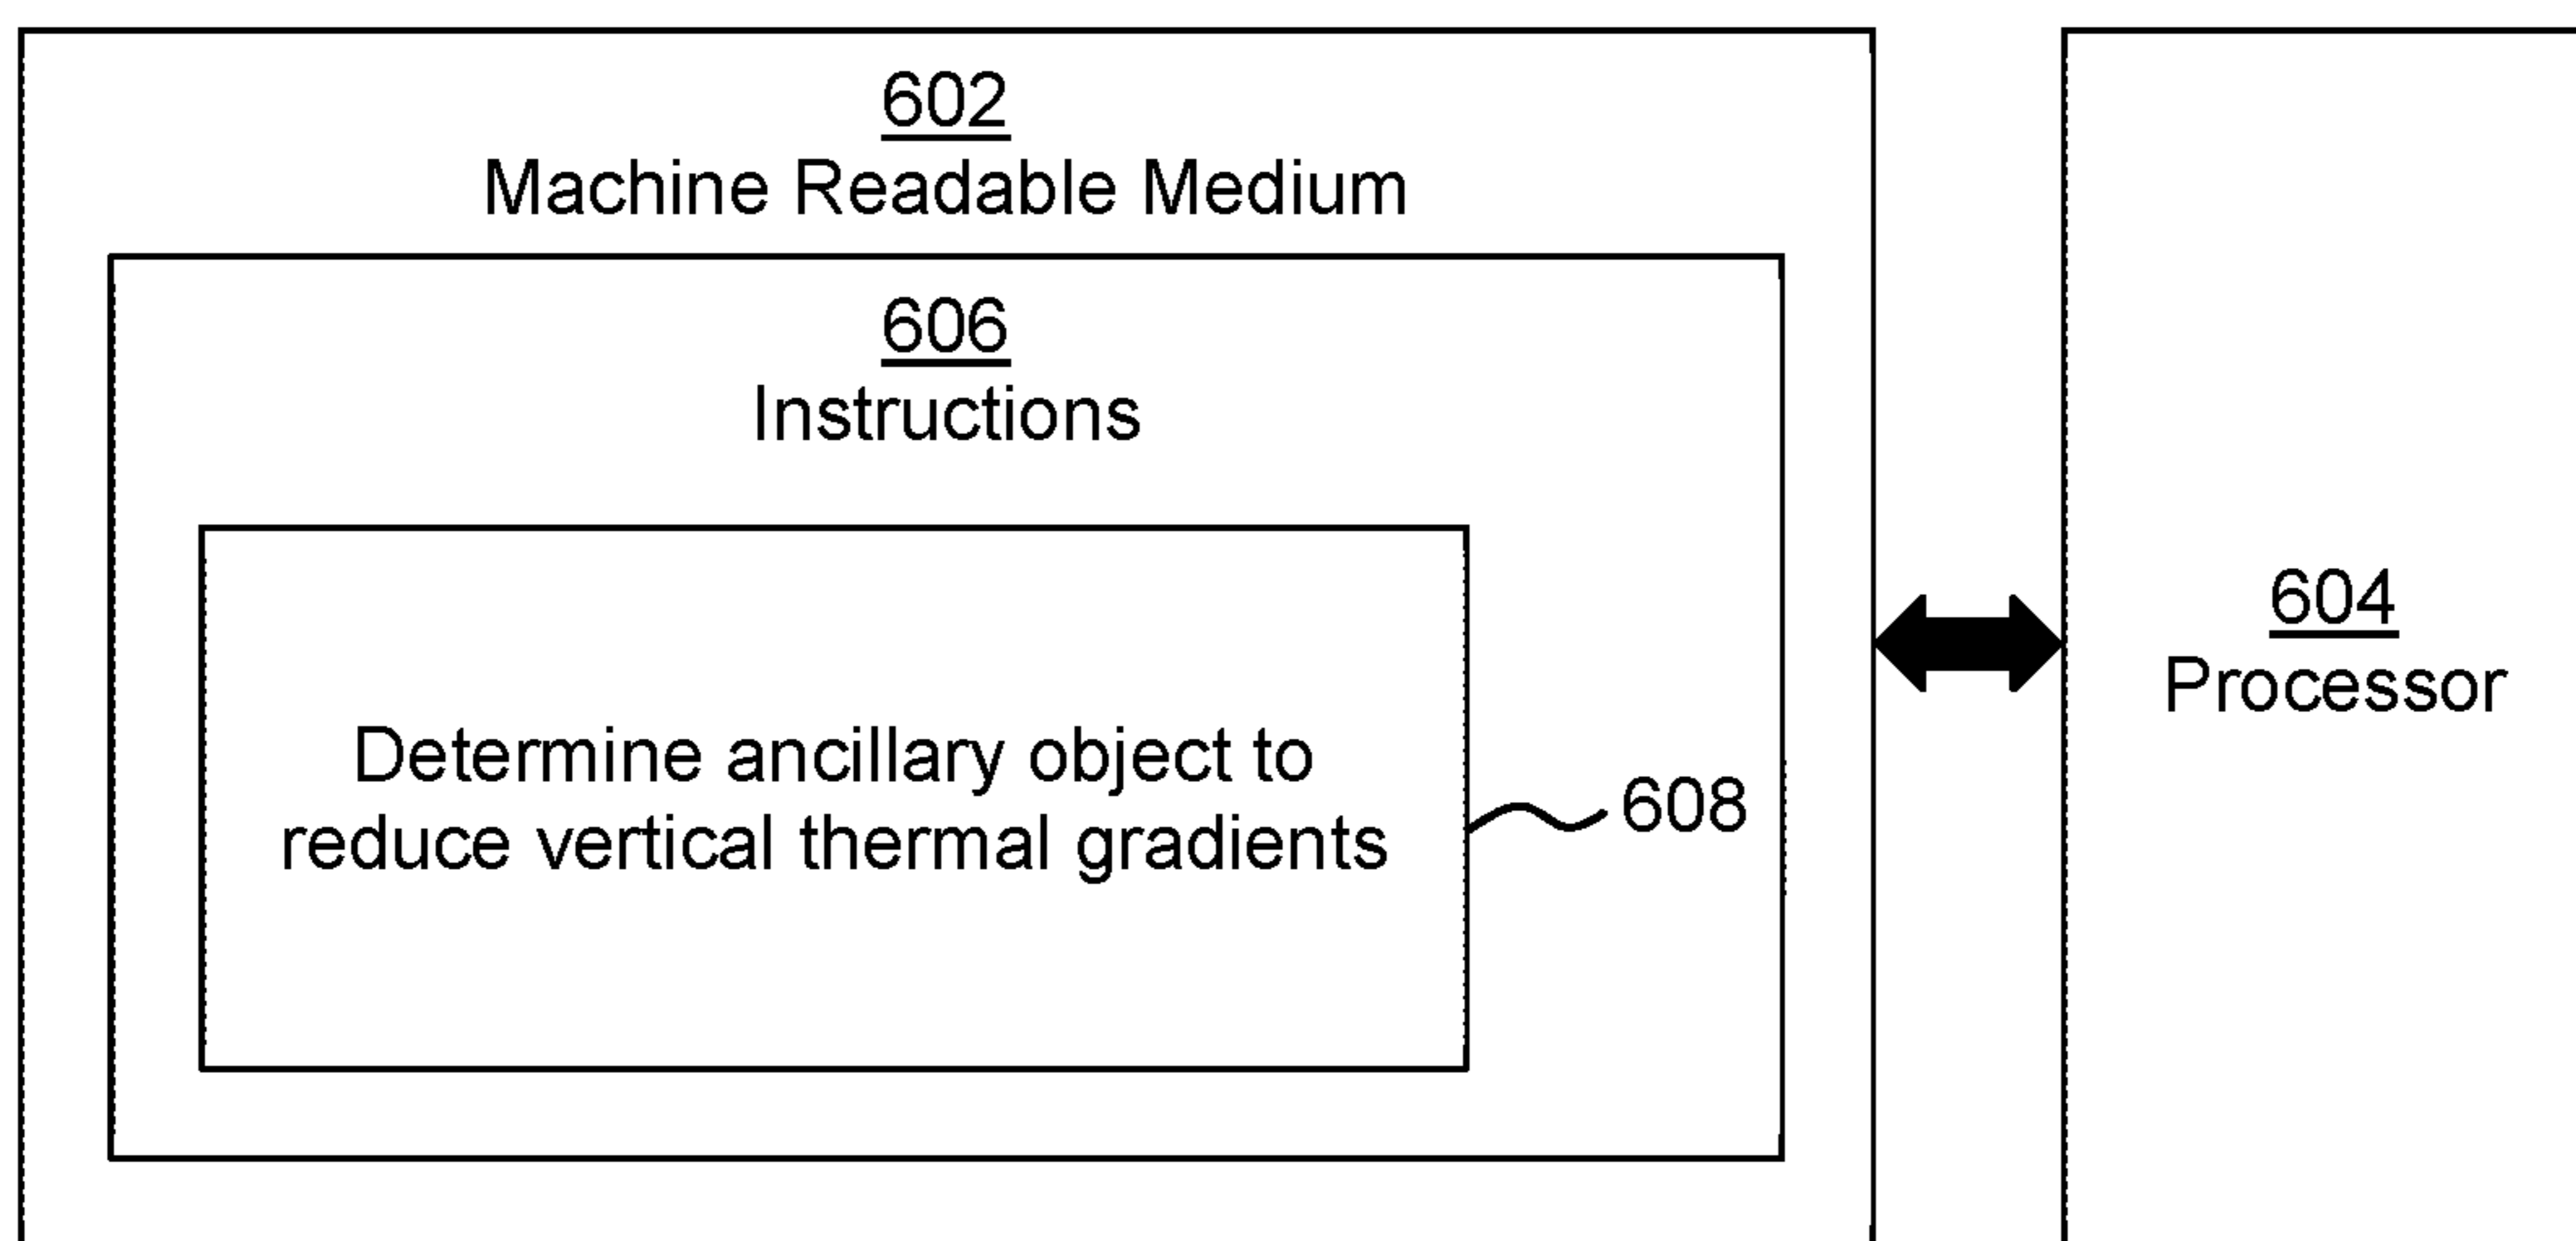 602
Machine Readable Medium
606
Instructions
Determine ancillary object to
reduce vertical thermal gradients
608
604
Processor